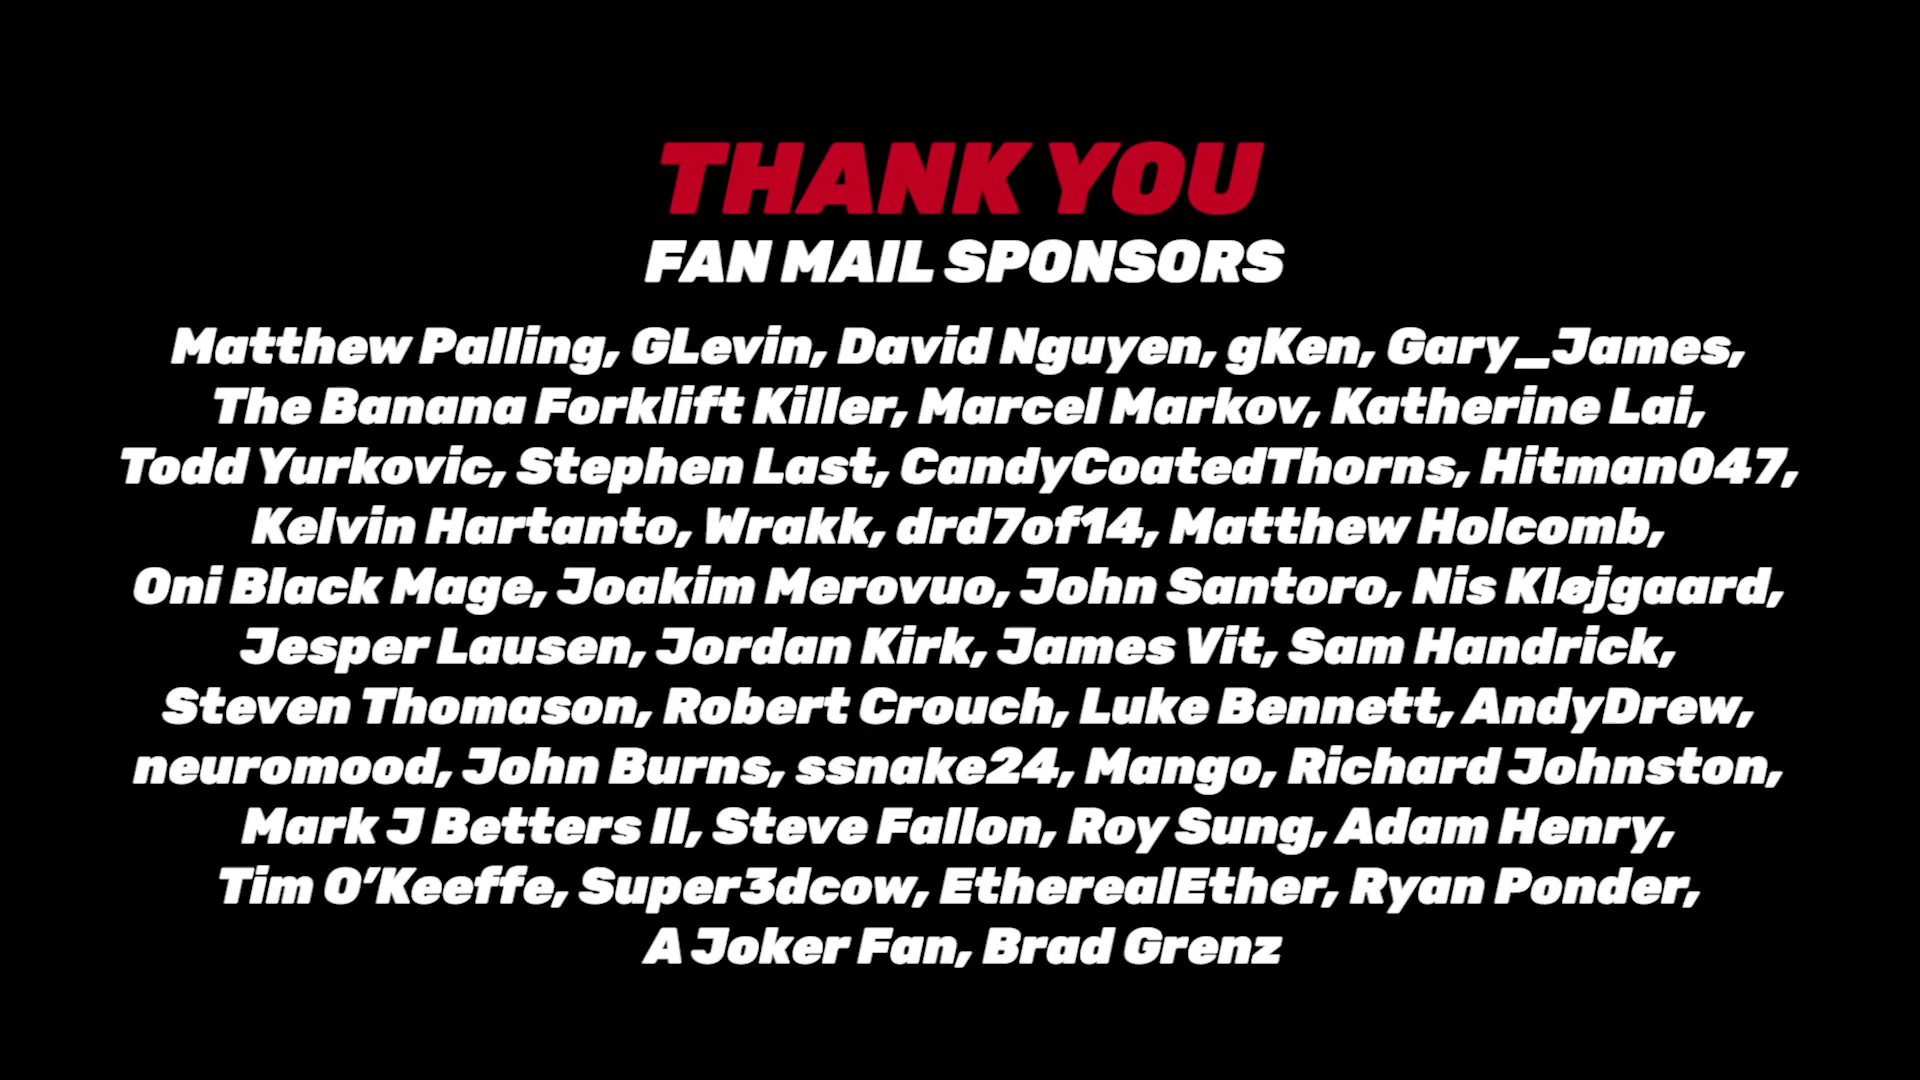 THANK YOU
FAN MAIL SPONSORS
Matthew Palling, GLevin, David Nguyen, gKen, Gary_James,
The Banana Forklift Killer, Marcel Markov, Katherine Lai,
Todd Yurkovic, Stephen Last, CandyCoatedThorns, Hitman047,
Kelvin Hartanto, Wrakk, drd7of14, Matthew Holcomb,
Oni Black Mage, Joakim Merovuo, John Santoro, Nis Kløjgaard,
Jesper Lausen, Jordan Kirk, James Vit, Sam Handrick,
Steven Thomason, Robert Crouch, Luke Bennett, AndyDrew,
neuromood, John Burns, ssnake24, Mango, Richard Johnston,
Mark J Betters II, Steve Fallon, Roy Sung, Adam Henry,
Tim O’Keeffe, Super3dcow, EtherealEther, Ryan Ponder,
A Joker Fan, Brad Grenz